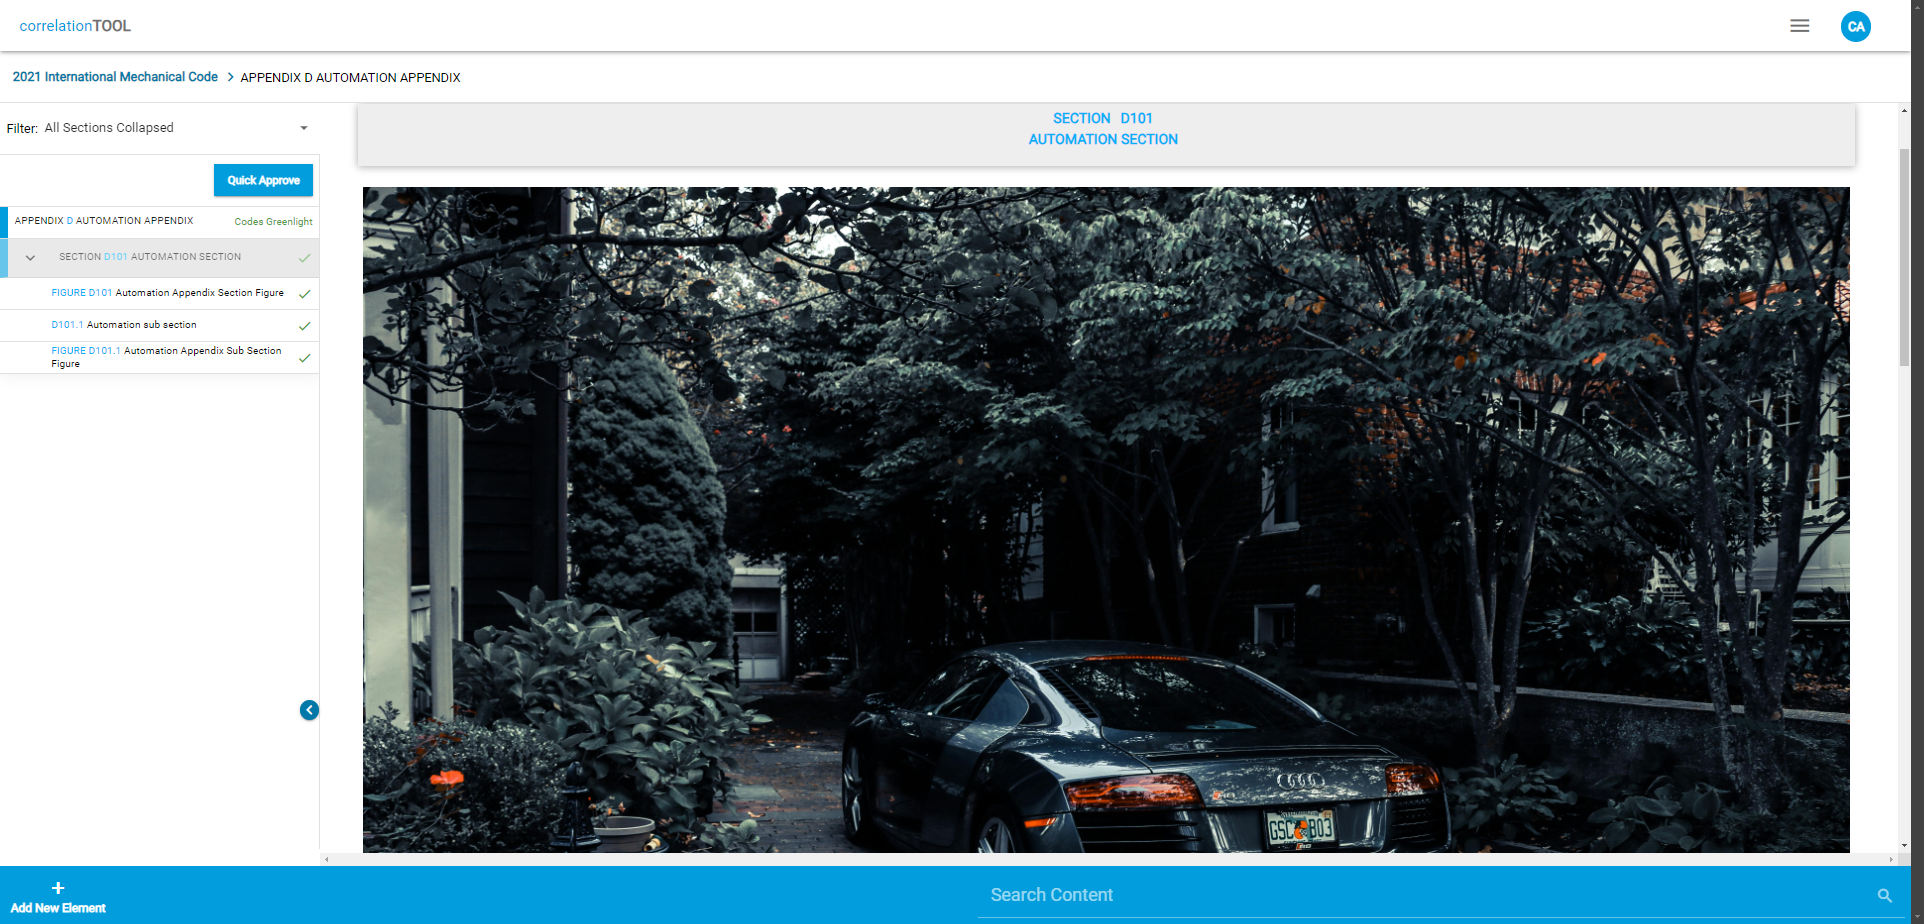 correlationTOOL
CA
2021 International Mechanical Code > APPENDIX D AUTOMATION APPENDIX
Filter: All Sections Collapsed
Quick Approve
APPENDIX D AUTOMATION APPENDIX Codes Greenlight
SECTION D101 AUTOMATION SECTION
FIGURE D101 Automation Appendix Section Figure
D101.1 Automation sub section
FIGURE D101.1 Automation Appendix Sub Section
Figure
SECTION D101
AUTOMATION SECTION
GSC B03
+
Add New Element
Search Content